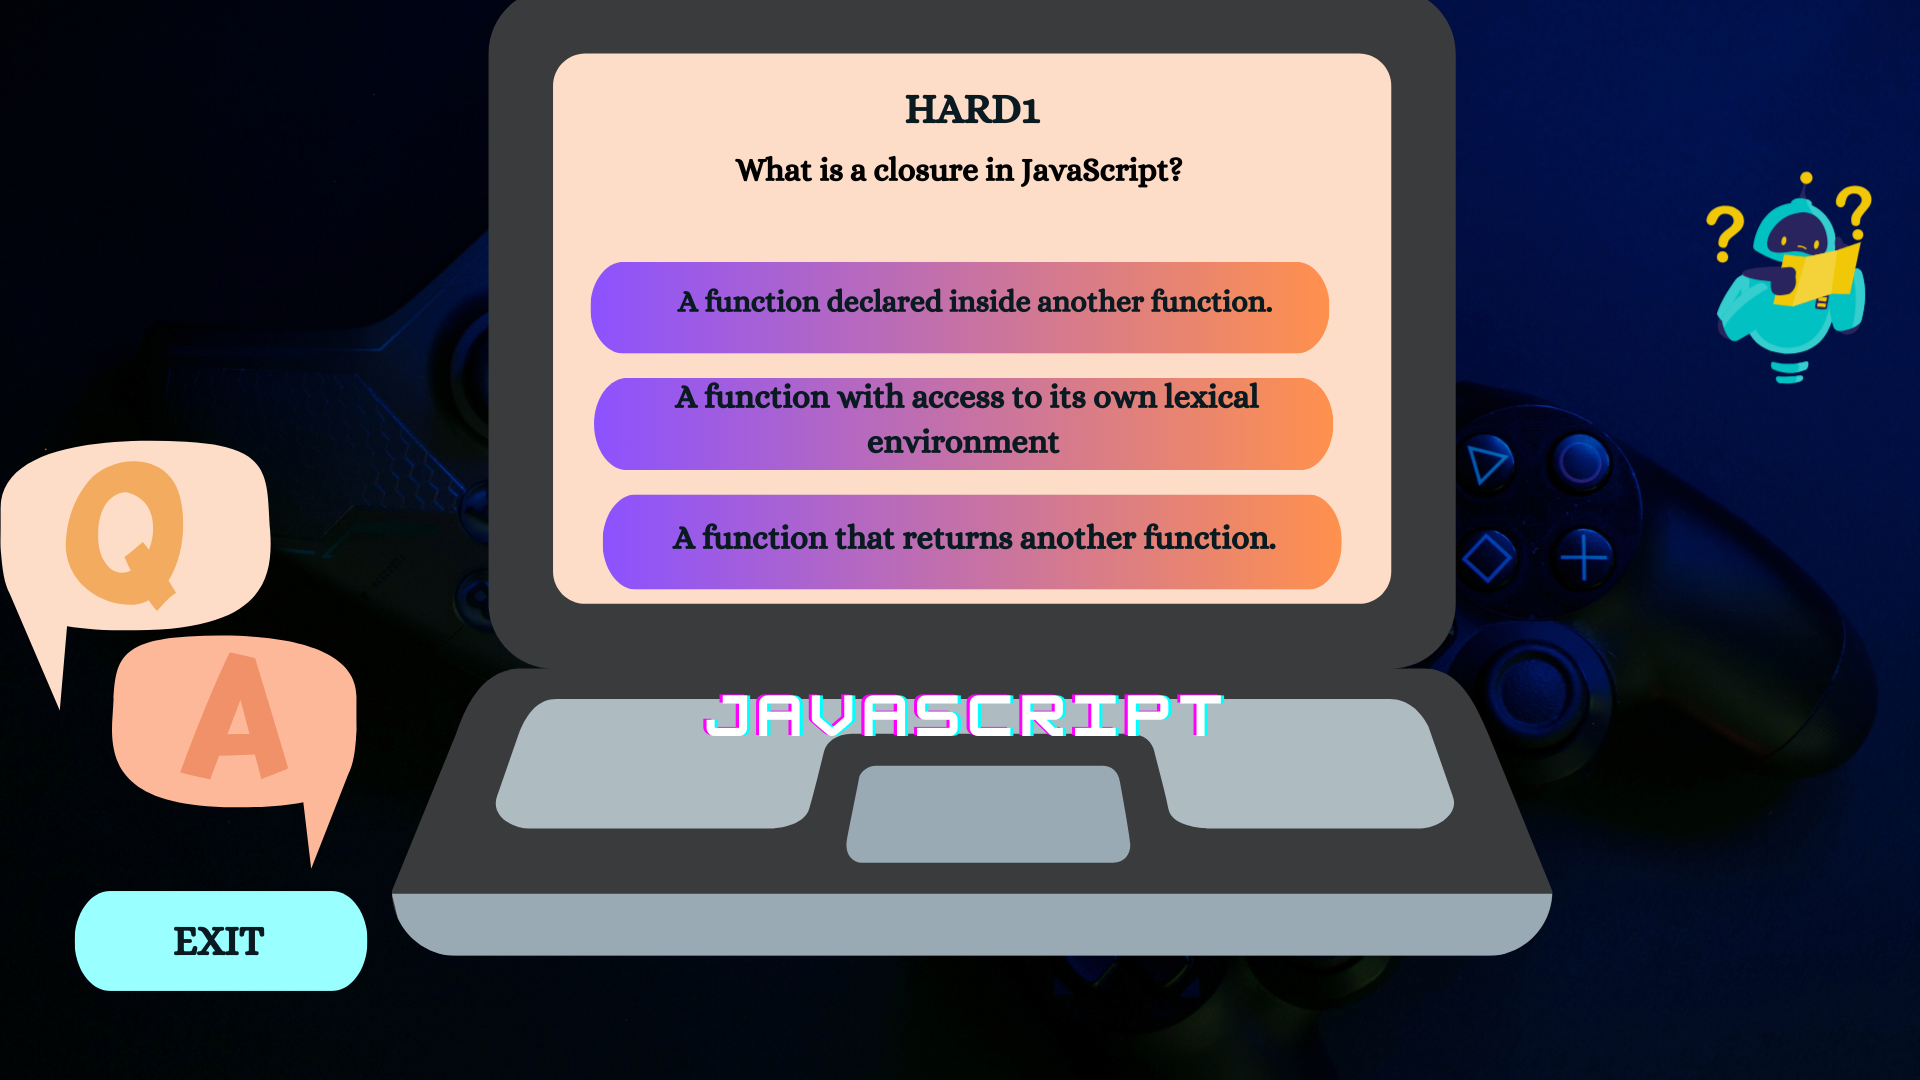 HARD1
What is a closure in JavaScript?
A function declared inside another function.
A function with access to its own lexical
environment
A function that returns another function.
? ?
Q
A
JAVASCRIPT
EXIT